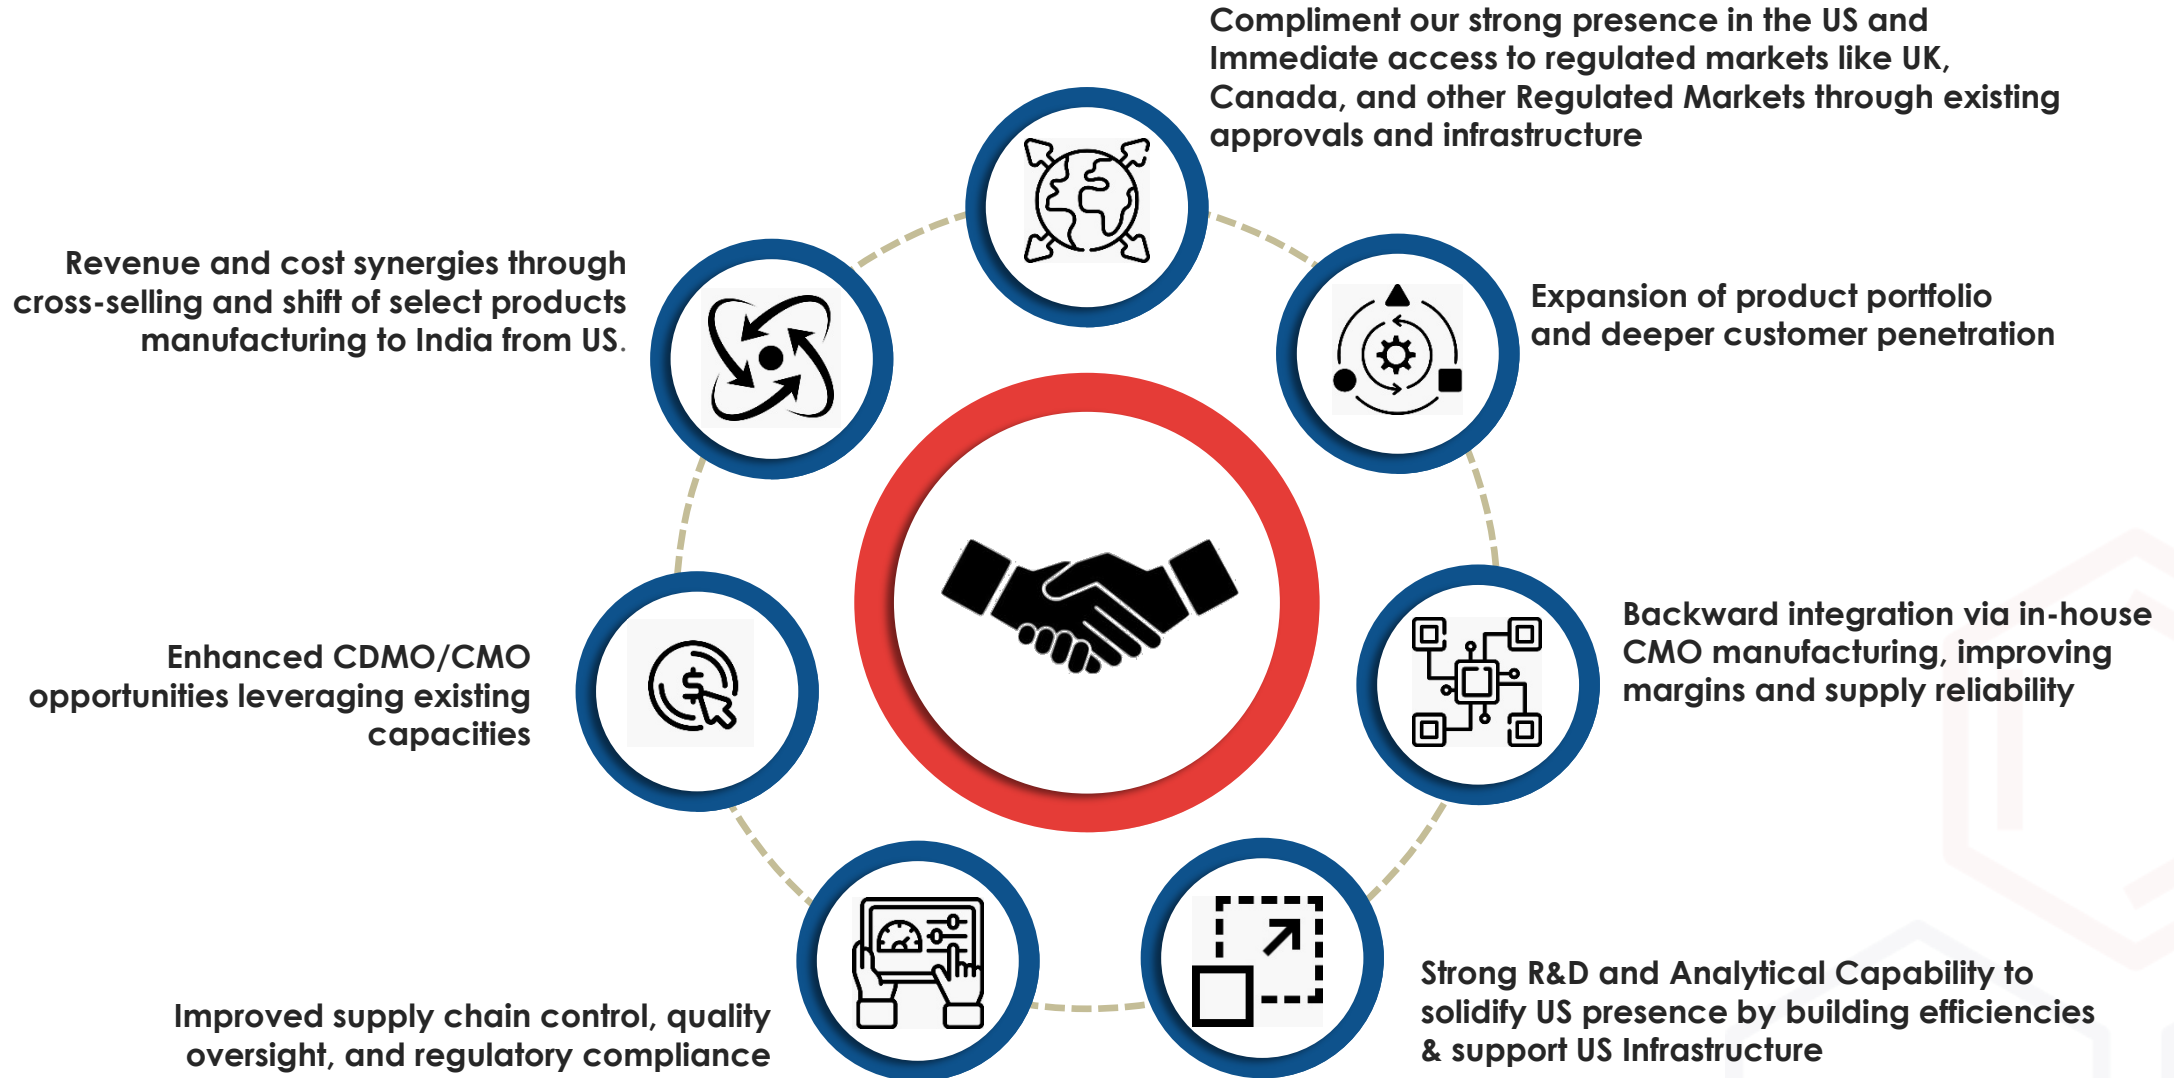 Compliment our strong presence in the US and
Immediate access to regulated markets like UK,
Canada, and other Regulated Markets through existing
approvals and infrastructure
Expansion of product portfolio
and deeper customer penetration
Backward integration via in-house
CMO manufacturing, improving
margins and supply reliability
Strong R&D and Analytical Capability to
solidify US presence by building efficiencies
& support US Infrastructure
Improved supply chain control, quality
oversight, and regulatory compliance
Enhanced CDMO/CMO
opportunities leveraging existing
capacities
Revenue and cost synergies through
cross-selling and shift of select products
manufacturing to India from US.
$